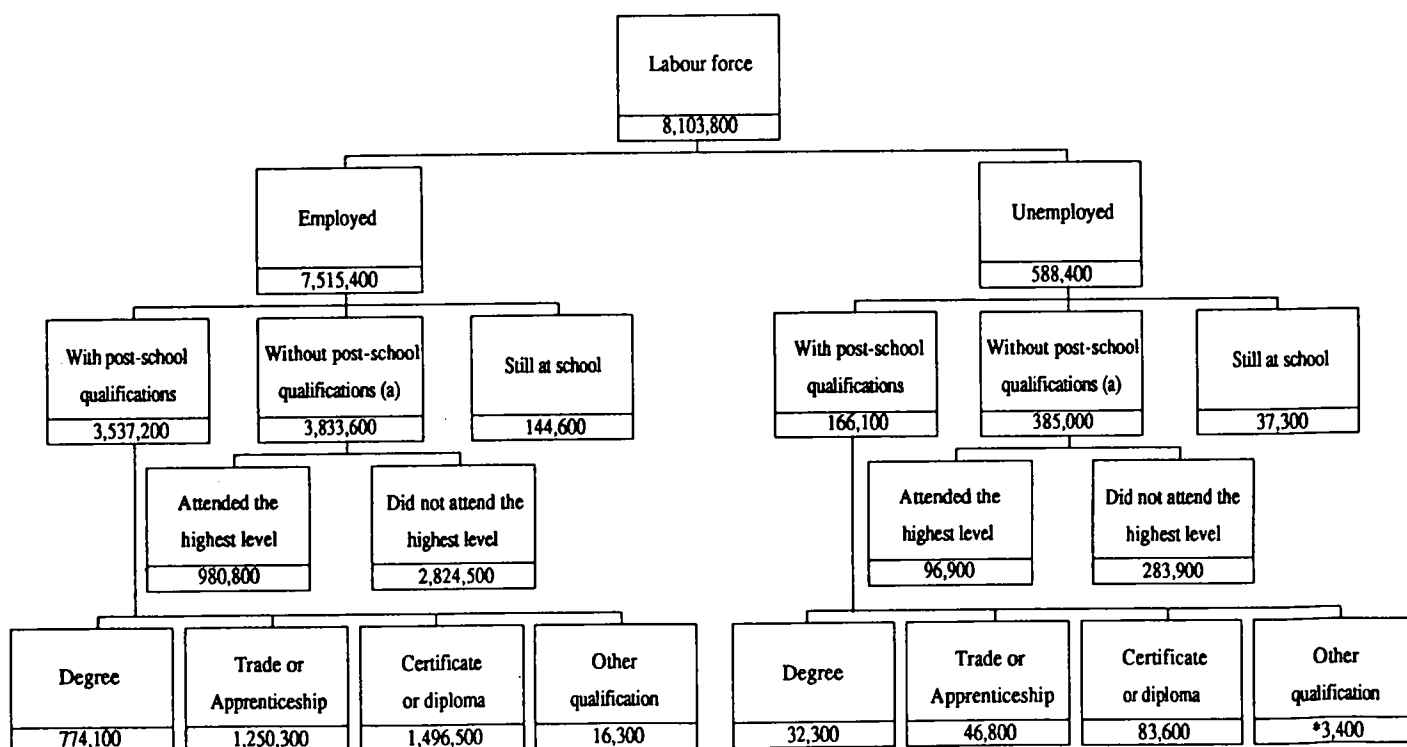 Labour force
8,103,800
Employed
7,515,400
Unemployed
588,400
With post-school
qualifications
3,537,200
Without post-school
qualifications (a)
3,833,600
Still at school
144,600
With post-school
qualifications
166,100
Without post-school
qualifications (a)
385,000
Still at school
37,300
Attended the
highest level
980,800
Did not attend the
highest level
2,824,500
Attended the
highest level
96,900
Did not attend the
highest level
283,900
Degree
774,100
Trade or
Apprenticeship
1,250,300
Certificate
or diploma
1,496,500
Other
qualification
16,300
Degree
32,300
Trade or
Apprenticeship
46,800
Certificate
or diploma
83,600
Other
qualification
*3,400